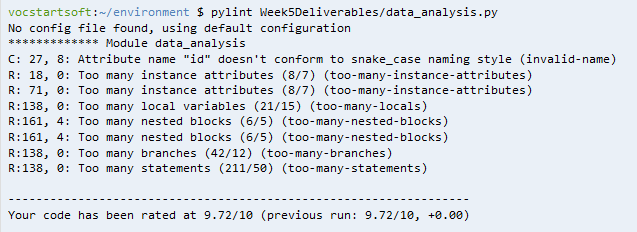 vocstartsoft:~/environment $ pylint Week5Deliverables/data_analysis.py
No config file found, using default configuration
************* Module data_analysis
C: 27, 8: Attribute name "id" doesn't conform to snake_case naming style (invalid-name)
R: 18, 0: Too many instance attributes (8/7) (too-many-instance-attributes)
R: 71, 0: Too many instance attributes (8/7) (too-many-instance-attributes)
R:138, 0: Too many local variables (21/15) (too-many-locals)
R:161, 4: Too many nested blocks (6/5) (too-many-nested-blocks)
R:161, 4: Too many nested blocks (6/5) (too-many-nested-blocks)
R:138, 0: Too many branches (42/12) (too-many-branches)
R:138, 0: Too many statements (211/50) (too-many-statements)
------------------------------------------------------------------
Your code has been rated at 9.72/10 (previous run: 9.72/10, +0.00)